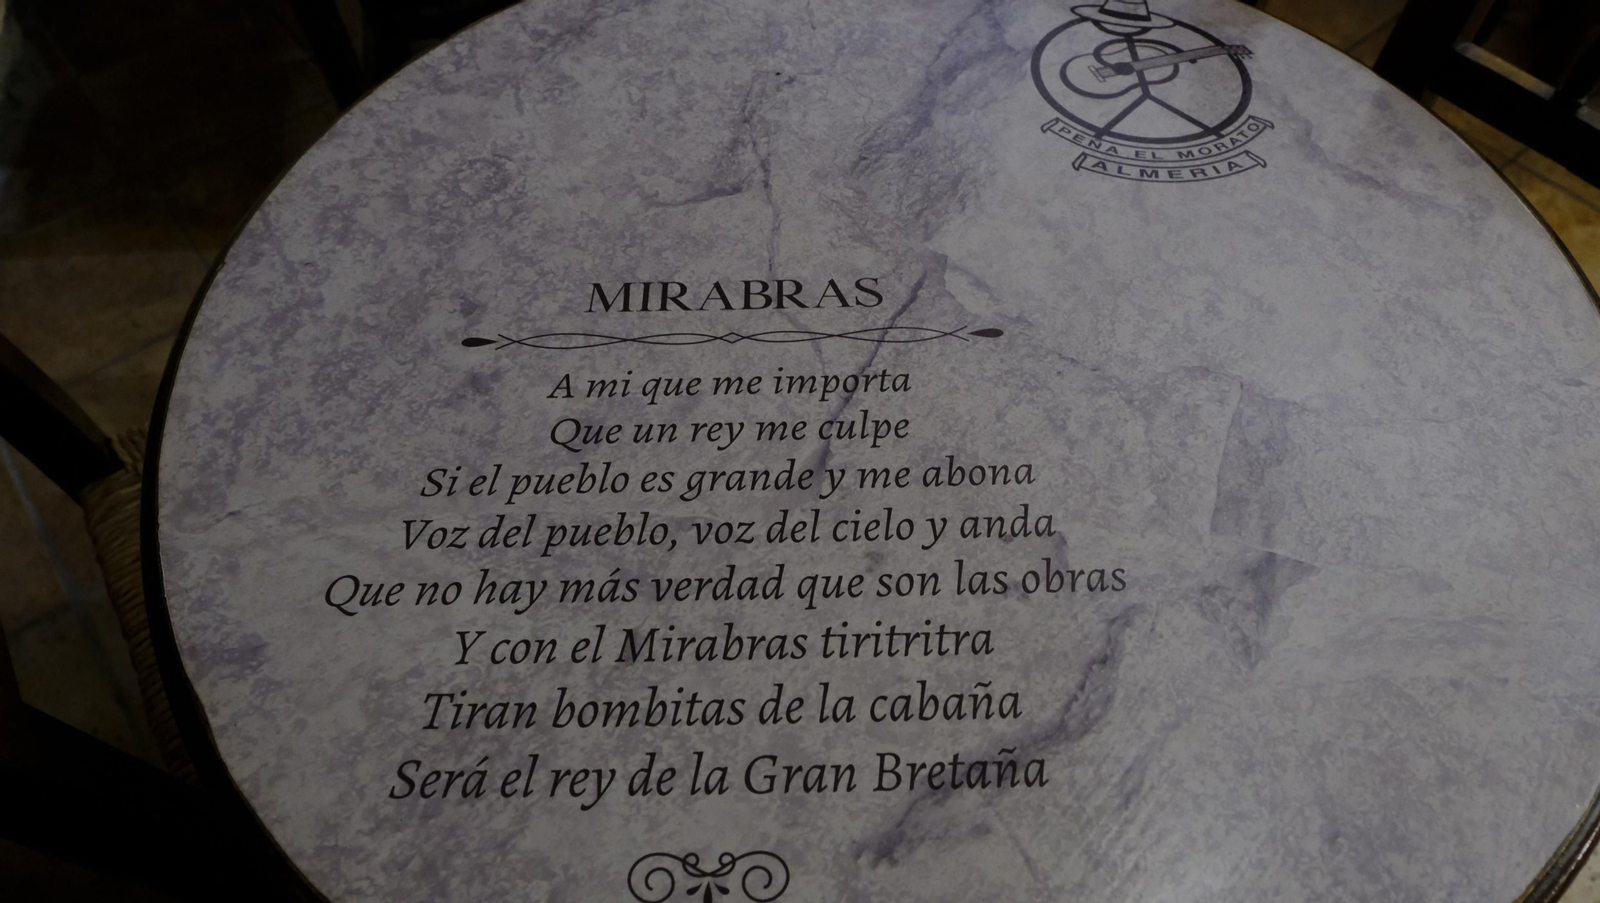 PEÑA EL MORATO
ALMERIA
MIRABRAS
A mi que me importa
Que un rey me culpe
Si el pueblo es grande y me abona
Voz del pueblo, voz del cielo y anda
Que no hay más verdad que son las obras
Y con el Mirabras tiritritra
Tiran bombitas de la cabaña
Será el rey de la Gran Bretaña